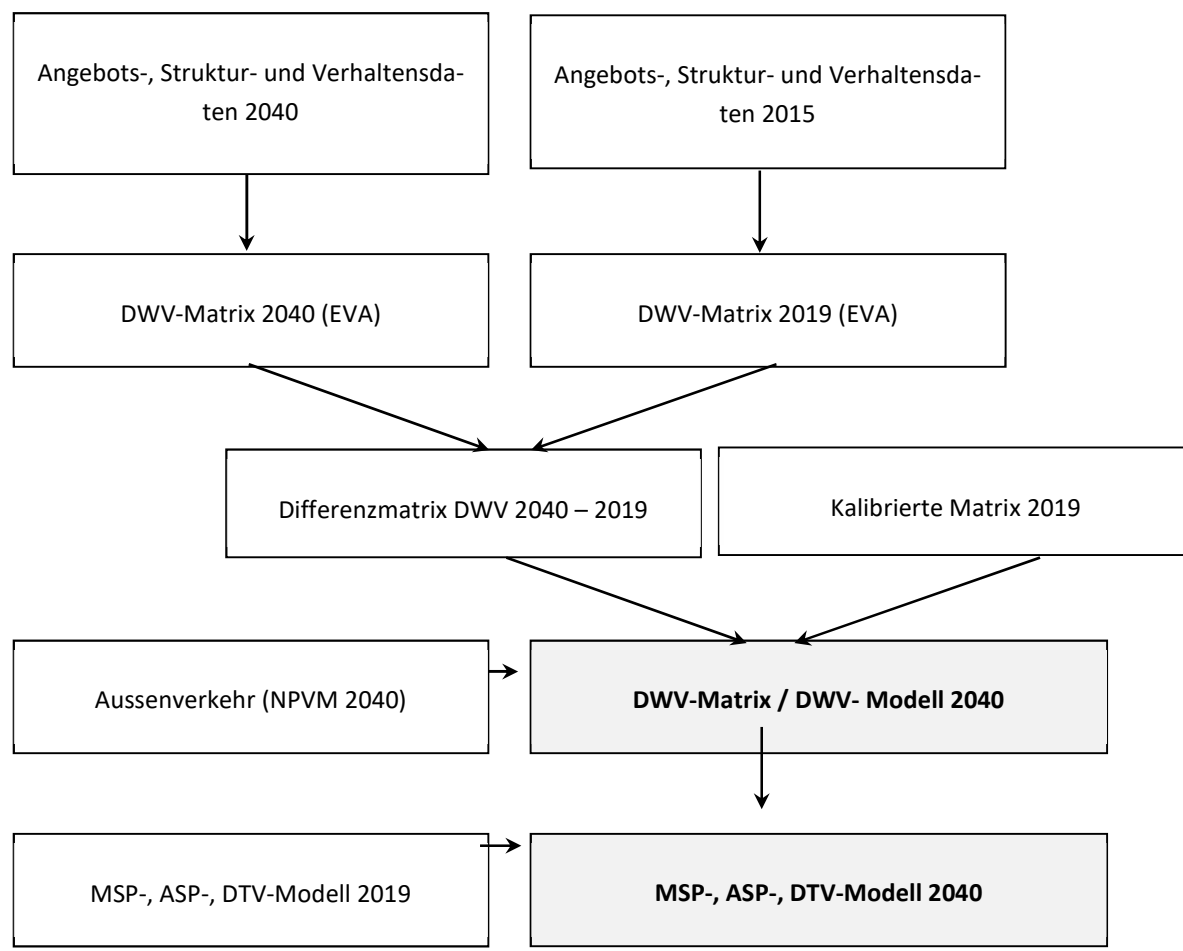 Angebots-, Struktur- und Verhaltensda-
ten 2040
Angebots-, Struktur- und Verhaltensda-
ten 2015
DWV-Matrix 2040 (EVA)
DWV-Matrix 2019 (EVA)
Differenzmatrix DWV 2040 – 2019
Kalibrierte Matrix 2019
Aussenverkehr (NPVM 2040)
DWV-Matrix / DWV- Modell 2040
MSP-, ASP-, DTV-Modell 2019
MSP-, ASP-, DTV-Modell 2040